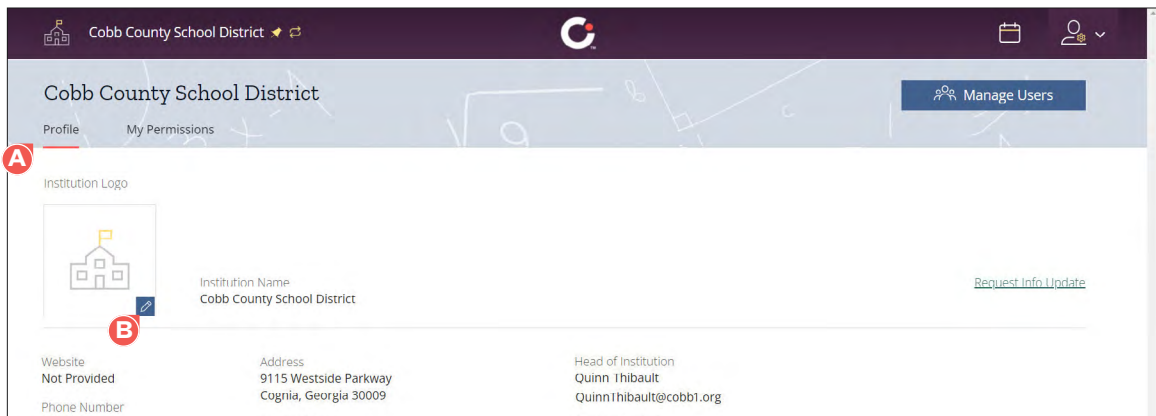 Cobb County School District
Cobb County School District
Manage Users
Profile My Permissions
A
Institution Logo
Institution Name
Cobb County School District
Request Info Update
B
Website
Not Provided
Phone Number
Address
9115 Westside Parkway
Cognia, Georgia 30009
Head of Institution
Quinn Thibault
QuinnThibault@cobb1.org